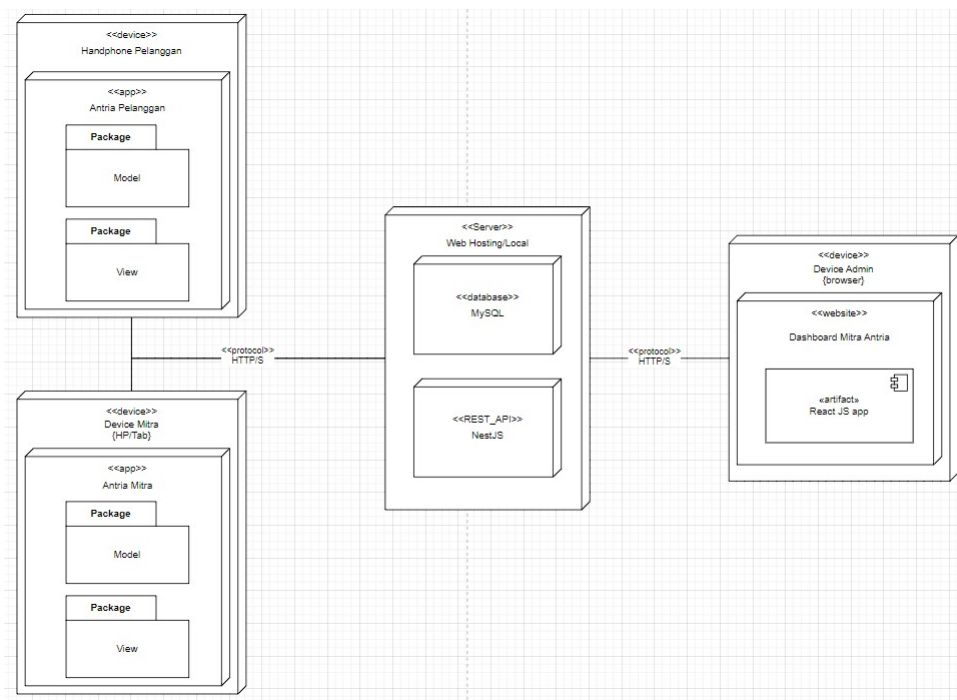 <<device>>
Handphone Pelanggan
<<app>>
Antria Pelanggan
Package
Model
Package
View
<<protocol>>
HTTP/S
<<device>>
Device Mitra
{HP/Tab}
<<app>>
Antria Mitra
Package
Model
Package
View
<<Server>>
Web Hosting/Local
<<database>>
MySQL
<<REST_API>>
NestJS
<<protocol>>
HTTP/S
<<device>>
Device Admin
{browser}
<<website>>
Dashboard Mitra Antria
«artifact»
React JS app